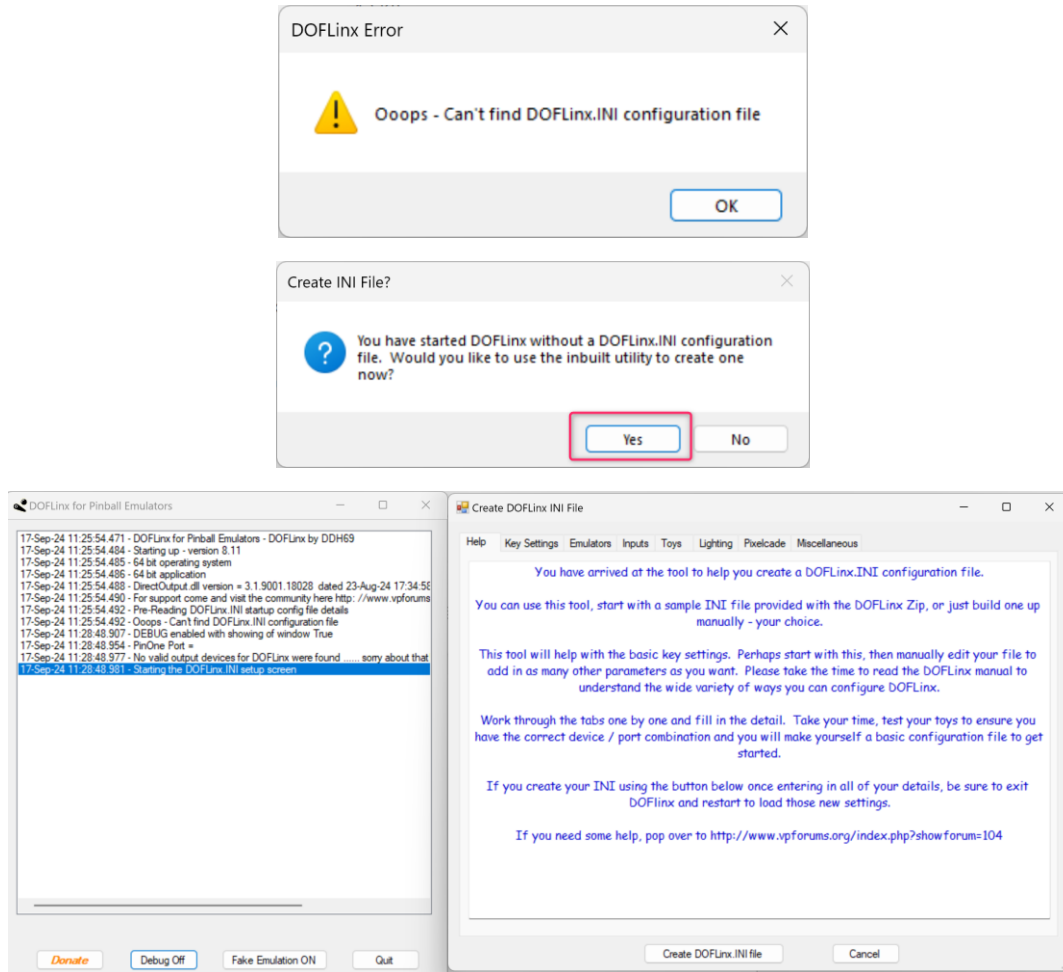 DOFLinx Error
Ooops - Can't find DOFLinx.INI configuration file
OK
Create INI File?
You have started DOFLinx without a DOFLinx.INI configuration
file. Would you like to use the inbuilt utility to create one
now?
Yes
No
DOFLinx for Pinball Emulators
17-Sep-24 11:25:54.471 - DOFLinx for Pinball Emulators - DOFLinx by DDH69
17-Sep-24 11:25:54.484 - Starting up - version 8.11
17-Sep-24 11:25:54.485 - 64 bit operating system
17-Sep-24 11:25:54.486 - 64 bit application
17-Sep-24 11:25:54.488 - DirectOutput.dll version = 3.1.9001.18028 dated 23-Aug-24 17:34:58
17-Sep-24 11:25:54.490 - For support come and visit the community here http: //www.vpforums
17-Sep-24 11:25:54.492 - Pre-Reading DOFLinx.INI startup config file details
17-Sep-24 11:25:54.492 - Ooops - Can't find DOFLinx.INI configuration file
17-Sep-24 11:28:48.907 - DEBUG enabled with showing of window True
17-Sep-24 11:28:48.954 - PinOne Port =
17-Sep-24 11:28:48.977 - No valid output devices for DOFLinx were found ...... sorry about that
17-Sep-24 11:28:48.981 - Starting the DOFLinx.INI setup screen
Donate
Debug Off
Fake Emulation ON
Quit
Create DOFLinx INI File
Help
Key Settings
Emulators
Inputs
Toys
Lighting
Pixelcade
Miscellaneous
You have arrived at the tool to help you create a DOFLinx.INI configuration file.
You can use this tool, start with a sample INI file provided with the DOFLinx Zip, or just build one up
manually - your choice.
This tool will help with the basic key settings. Perhaps start with this, then manually edit your file to
add in as many other parameters as you want. Please take the time to read the DOFLinx manual to
understand the wide variety of ways you can configure DOFLinx.
Work through the tabs one by one and fill in the detail. Take your time, test your toys to ensure you
have the correct device / port combination and you will make yourself a basic configuration file to get
started.
If you create your INI using the button below once entering in all of your details, be sure to exit
DOFlinx and restart to load those new settings.
If you need some help, pop over to http://www.vpforums.org/index.php?showforum=104
Create DOFLinx.INI file
Cancel